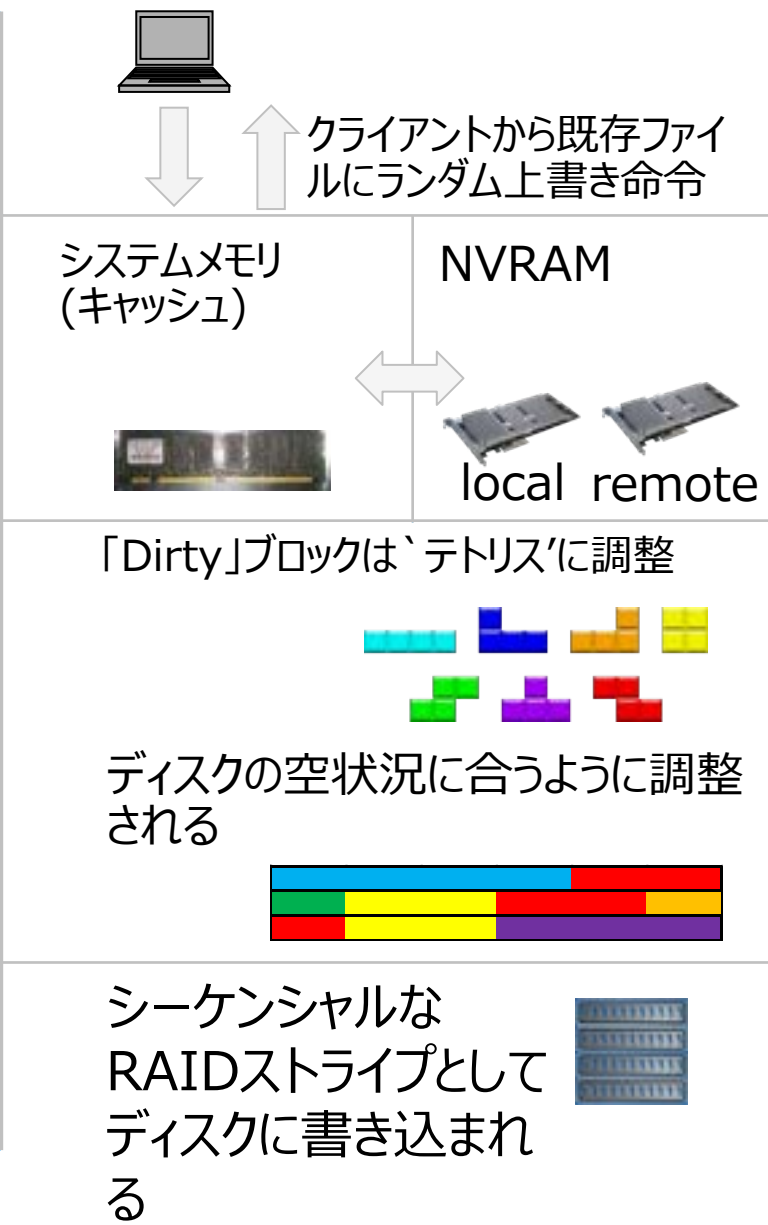 クライアントから既存ファイ
ルにランダム上書き命令
システムメモリ
(キャッシュ)
NVRAM
local remote
「Dirty」ブロックは`テトリス’に調整
ディスクの空状況に合うように調整
される
シーケンシャルな
RAIDストライプとして
ディスクに書き込まれ
る